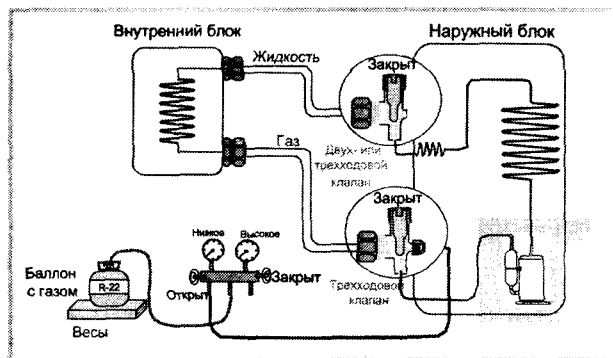 Внутренний блок
Наружный блок
Жидкость
Закрыт
Двух- или
трехходовой
клапан
Газ
Закрыт
Низкое
Высокое
Баллон
с газом
R-22
Закрыт
Открыт
Трехходовой
клапан
Весы